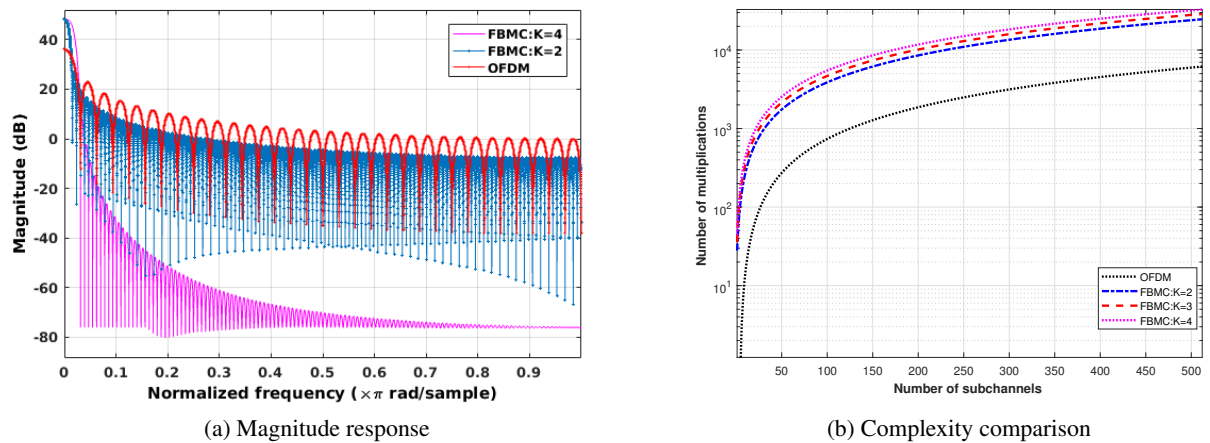 40
20
0
-20
-40
-60
-80
Magnitude (dB)
0 0.1 0.2 0.3 0.4 0.5 0.6 0.7 0.8 0.9
Normalized frequency (×π rad/sample)
FBMC:K=4
FBMC:K=2
OFDM
(a) Magnitude response
10^4
10^3
10^2
10^1
Number of multiplications
50 100 150 200 250 300 350 400 450 500
Number of subchannels
OFDM
FBMC:K=2
FBMC:K=3
FBMC:K=4
(b) Complexity comparison